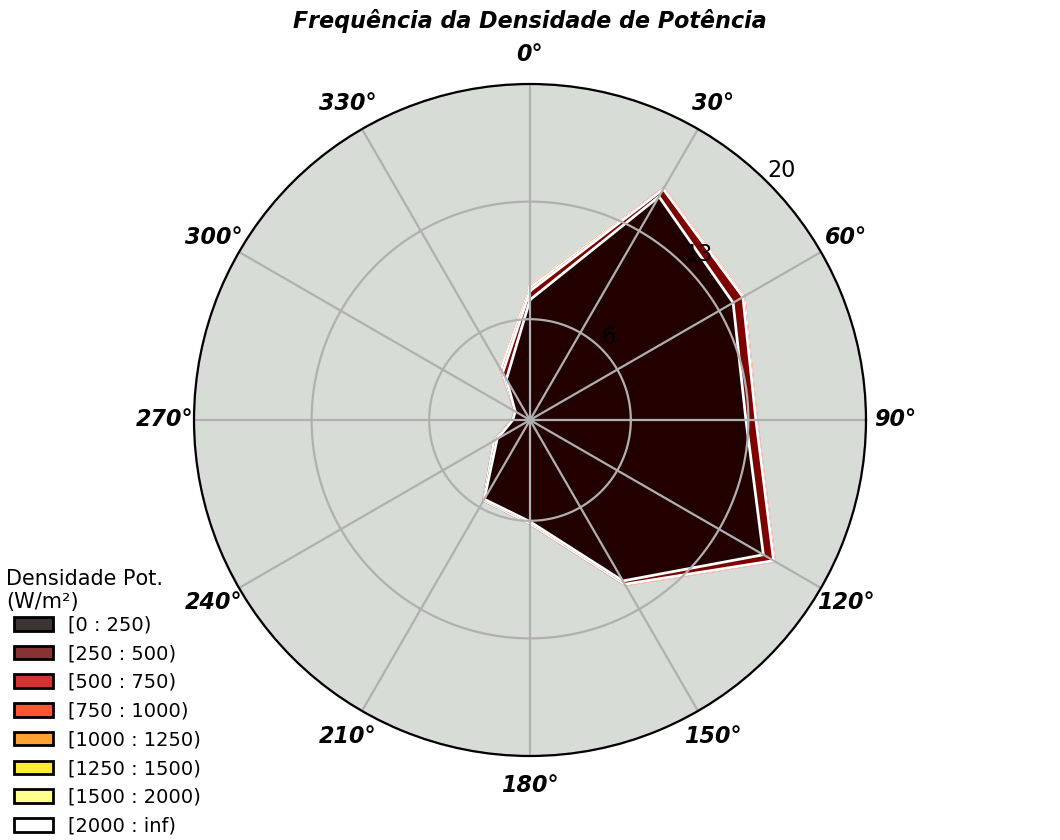 Frequência da Densidade de Potência
0°
330°
30°
20
300°
60°
13
6
270°
90°
240°
120°
210°
150°
180°
Densidade Pot.
(W/m²)
[0 : 250)
[250 : 500)
[500 : 750)
[750 : 1000)
[1000 : 1250)
[1250 : 1500)
[1500 : 2000)
[2000 : inf)